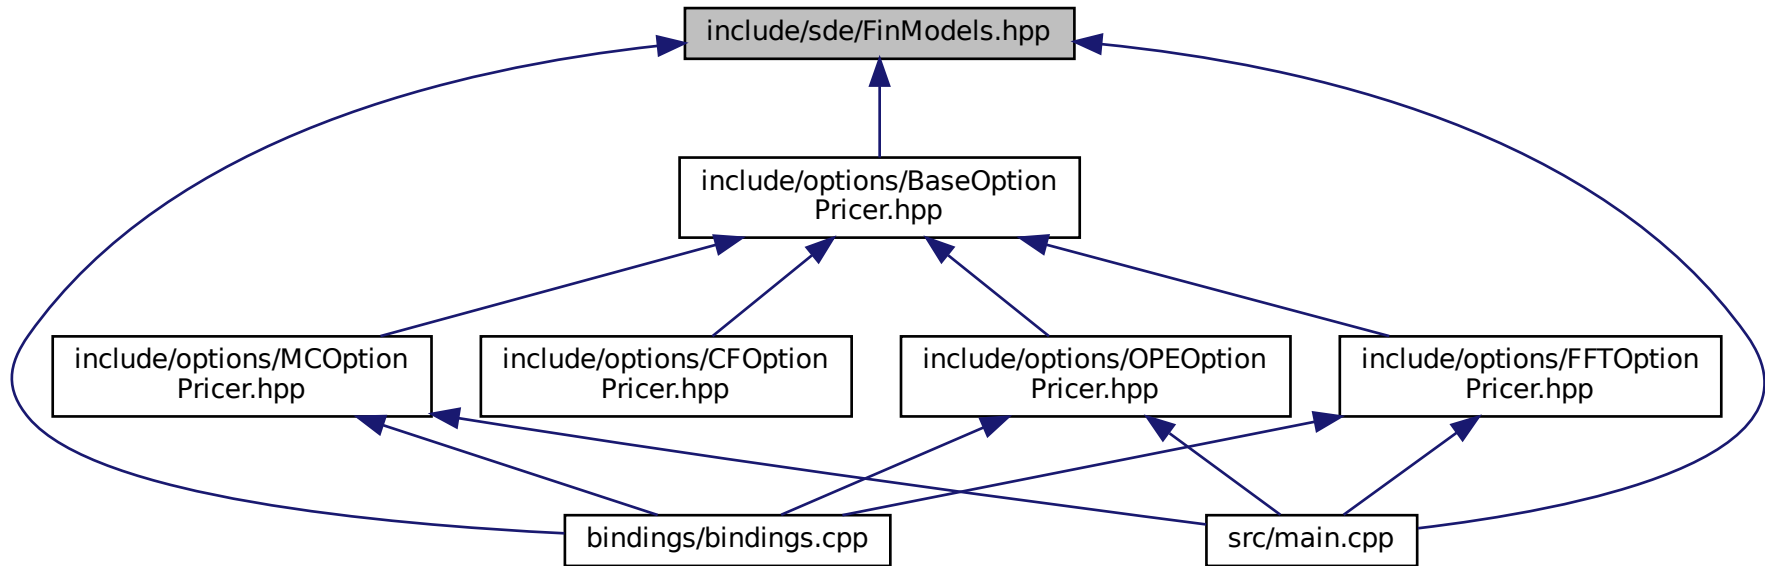 include/sde/FinModels.hpp
include/options/BaseOption
Pricer.hpp
include/options/MCOption
Pricer.hpp
include/options/CFOption
Pricer.hpp
include/options/OPEOption
Pricer.hpp
include/options/FFTOption
Pricer.hpp
bindings/bindings.cpp
src/main.cpp